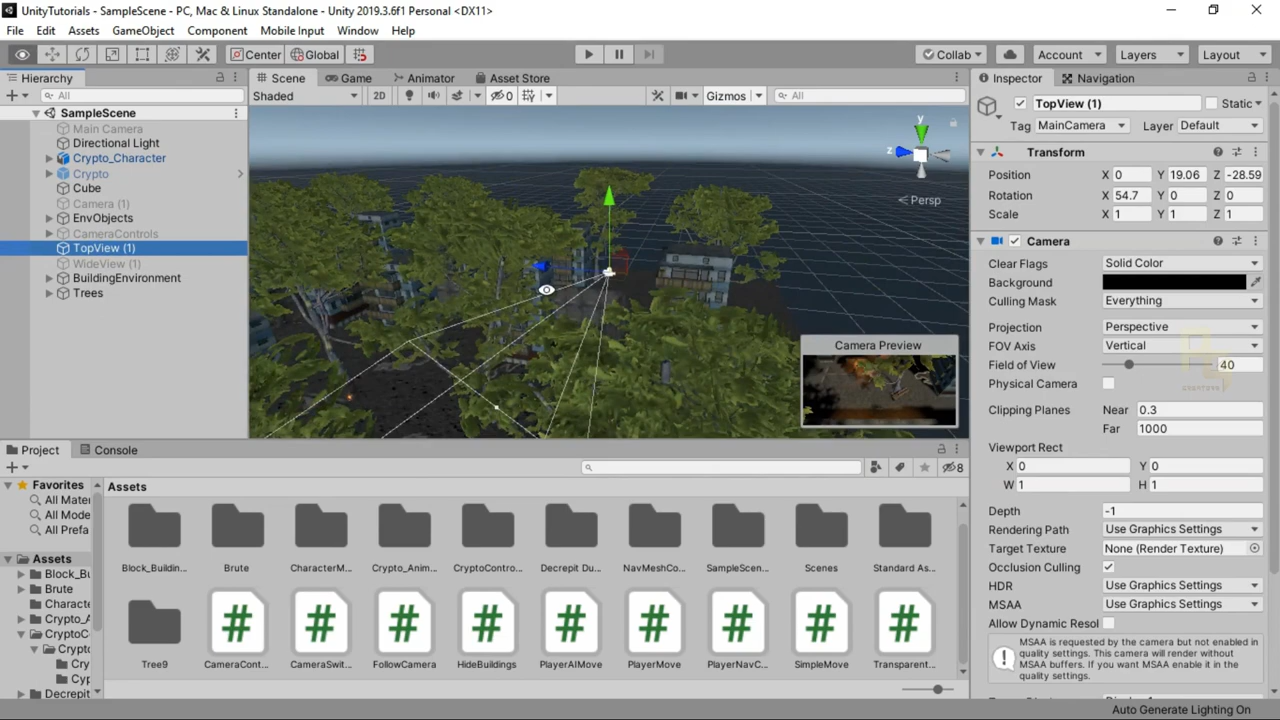 UnityTutorials - SampleScene - PC, Mac & Linux Standalone - Unity 2019.3.6f1 Personal <DX11>
File Edit Assets GameObject Component Mobile Input Window Help
Center Global Collab Account Layers Layout
Hierarchy
All
SampleScene
Main Camera
Directional Light
Crypto_Character
Crypto
Cube
Camera (1)
EnvObjects
CameraControls
TopView (1)
WideView (1)
BuildingEnvironment
Trees
Scene Game Animator Asset Store
Shaded 2D 0 Gizmos All
y
z
Persp
Camera Preview
Inspector Navigation
TopView (1) Static
Tag MainCamera Layer Default
Transform
Position X 0 Y 19.06 Z -28.59
Rotation X 54.7 Y 0 Z 0
Scale X 1 Y 1 Z 1
Camera
Clear Flags Solid Color
Background
Culling Mask Everything
Projection Perspective
FOV Axis Vertical
Field of View 40
Physical Camera
Clipping Planes Near 0.3
Far 1000
Viewport Rect
X 0 Y 0
W 1 H 1
Depth -1
Rendering Path Use Graphics Settings
Target Texture None (Render Texture)
Occlusion Culling
HDR Use Graphics Settings
MSAA Use Graphics Settings
Allow Dynamic Resol
MSAA is requested by the camera but not enabled in
quality settings. This camera will render without
MSAA buffers. If you want MSAA enable it in the
quality settings.
Project Console
8
Favorites
All Mate
All Mode
All Prefa
Assets
Block_Bu
Brute
Characte
Crypto_A
CryptoC
Crypto
Cry
Cyp
Decrepit
Assets
Block_Buildin... Brute CharacterM... Crypto_Anim... CryptoContro... Decrepit Du... NavMeshCo... SampleScen... Scenes Standard As...
Tree9 CameraCont... CameraSwit... FollowCamera HideBuildings PlayerAIMove PlayerMove PlayerNavC... SimpleMove Transparent...
Auto Generate Lighting On